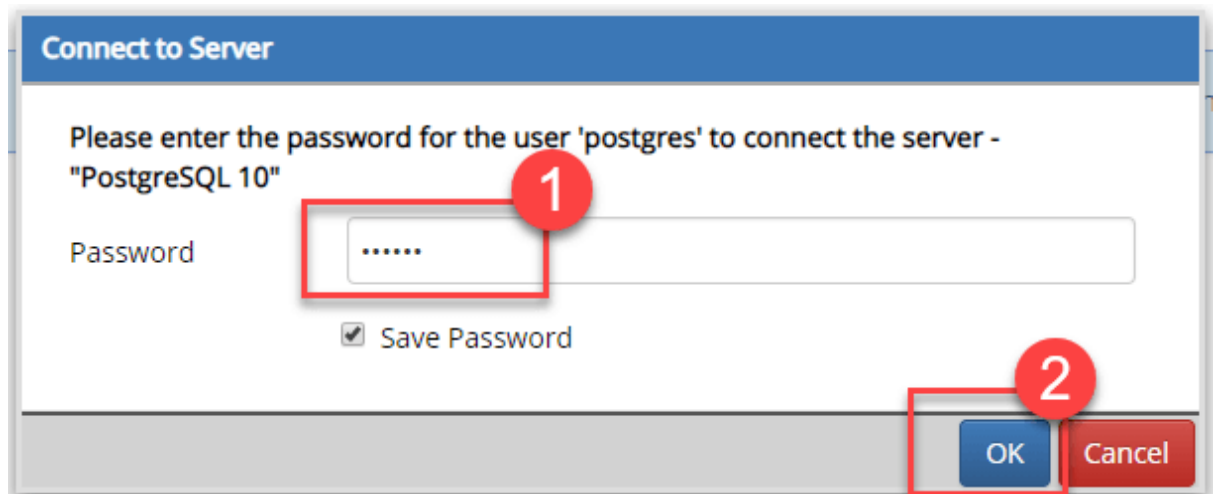 Connect to Server
Please enter the password for the user 'postgres' to connect the server -
"PostgreSQL 10"
1
Password ••••••
Save Password
2
OK Cancel